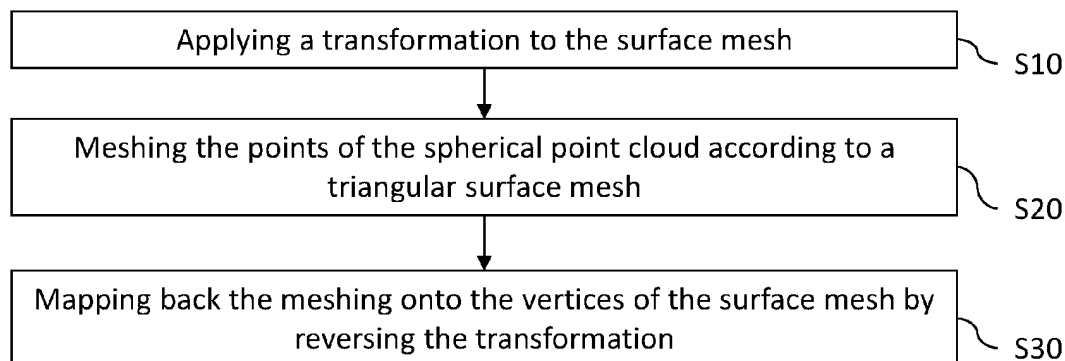 Applying a transformation to the surface mesh
S10
Meshing the points of the spherical point cloud according to a
triangular surface mesh
S20
Mapping back the meshing onto the vertices of the surface mesh by
reversing the transformation
S30